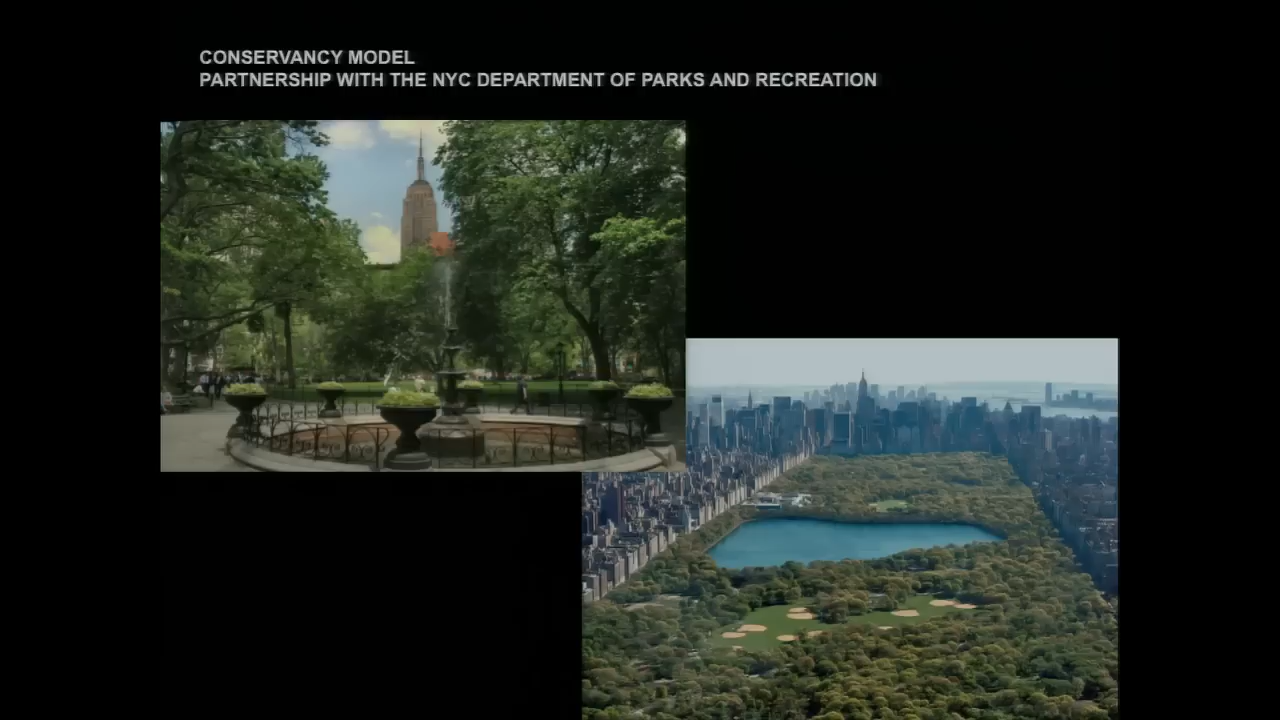 CONSERVANCY MODEL
PARTNERSHIP WITH THE NYC DEPARTMENT OF PARKS AND RECREATION